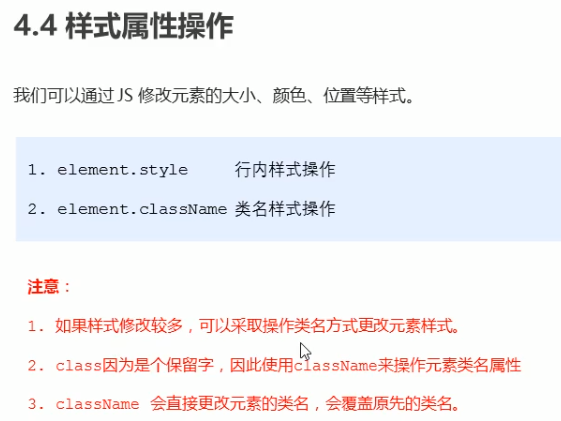 4.4 样式属性操作
我们可以通过 JS 修改元素的大小、颜色、位置等样式。
1. element.style 行内样式操作
2. element.className 类名样式操作
注意：
1. 如果样式修改较多，可以采取操作类名方式更改元素样式。
2. class因为是个保留字，因此使用className来操作元素类名属性
3. className 会直接更改元素的类名，会覆盖原先的类名。